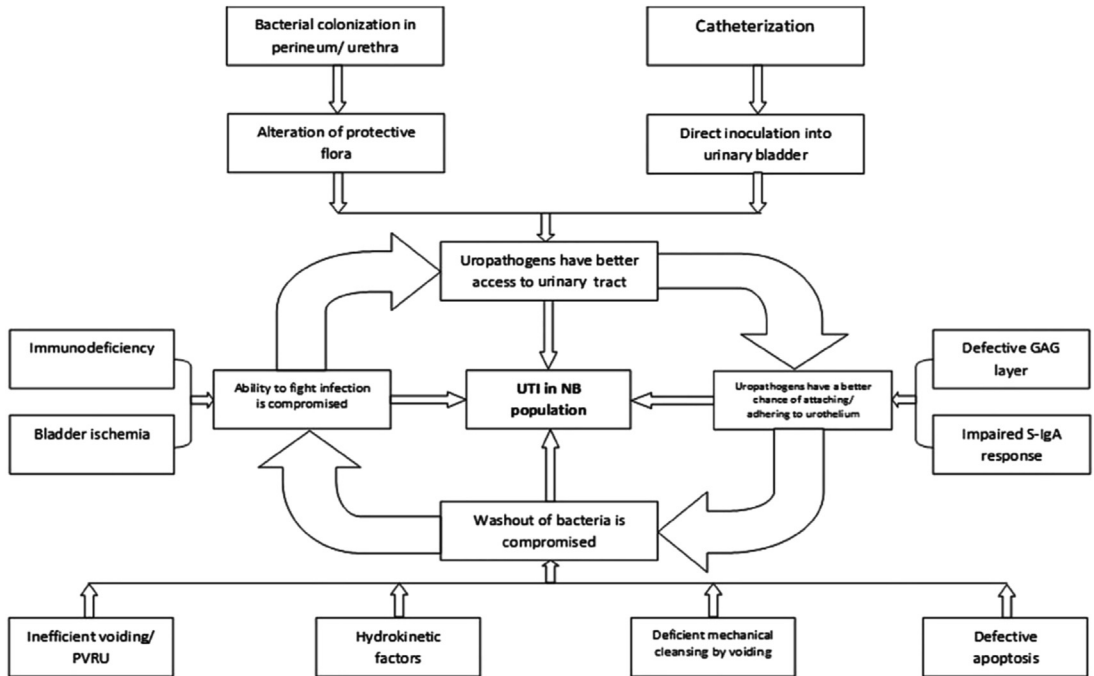 Bacterial colonization in
perineum/ urethra
Catheterization
Alteration of protective
flora
Direct inoculation into
urinary bladder
Uropathogens have better
access to urinary tract
Immunodeficiency
Bladder ischemia
Ability to fight infection
is compromised
UTI in NB
population
Uropathogens have a better
chance of attaching/
adhering to urothelium
Defective GAG
layer
Impaired S-IgA
response
Washout of bacteria is
compromised
Inefficient voiding/
PVRU
Hydrokinetic
factors
Deficient mechanical
cleansing by voiding
Defective
apoptosis